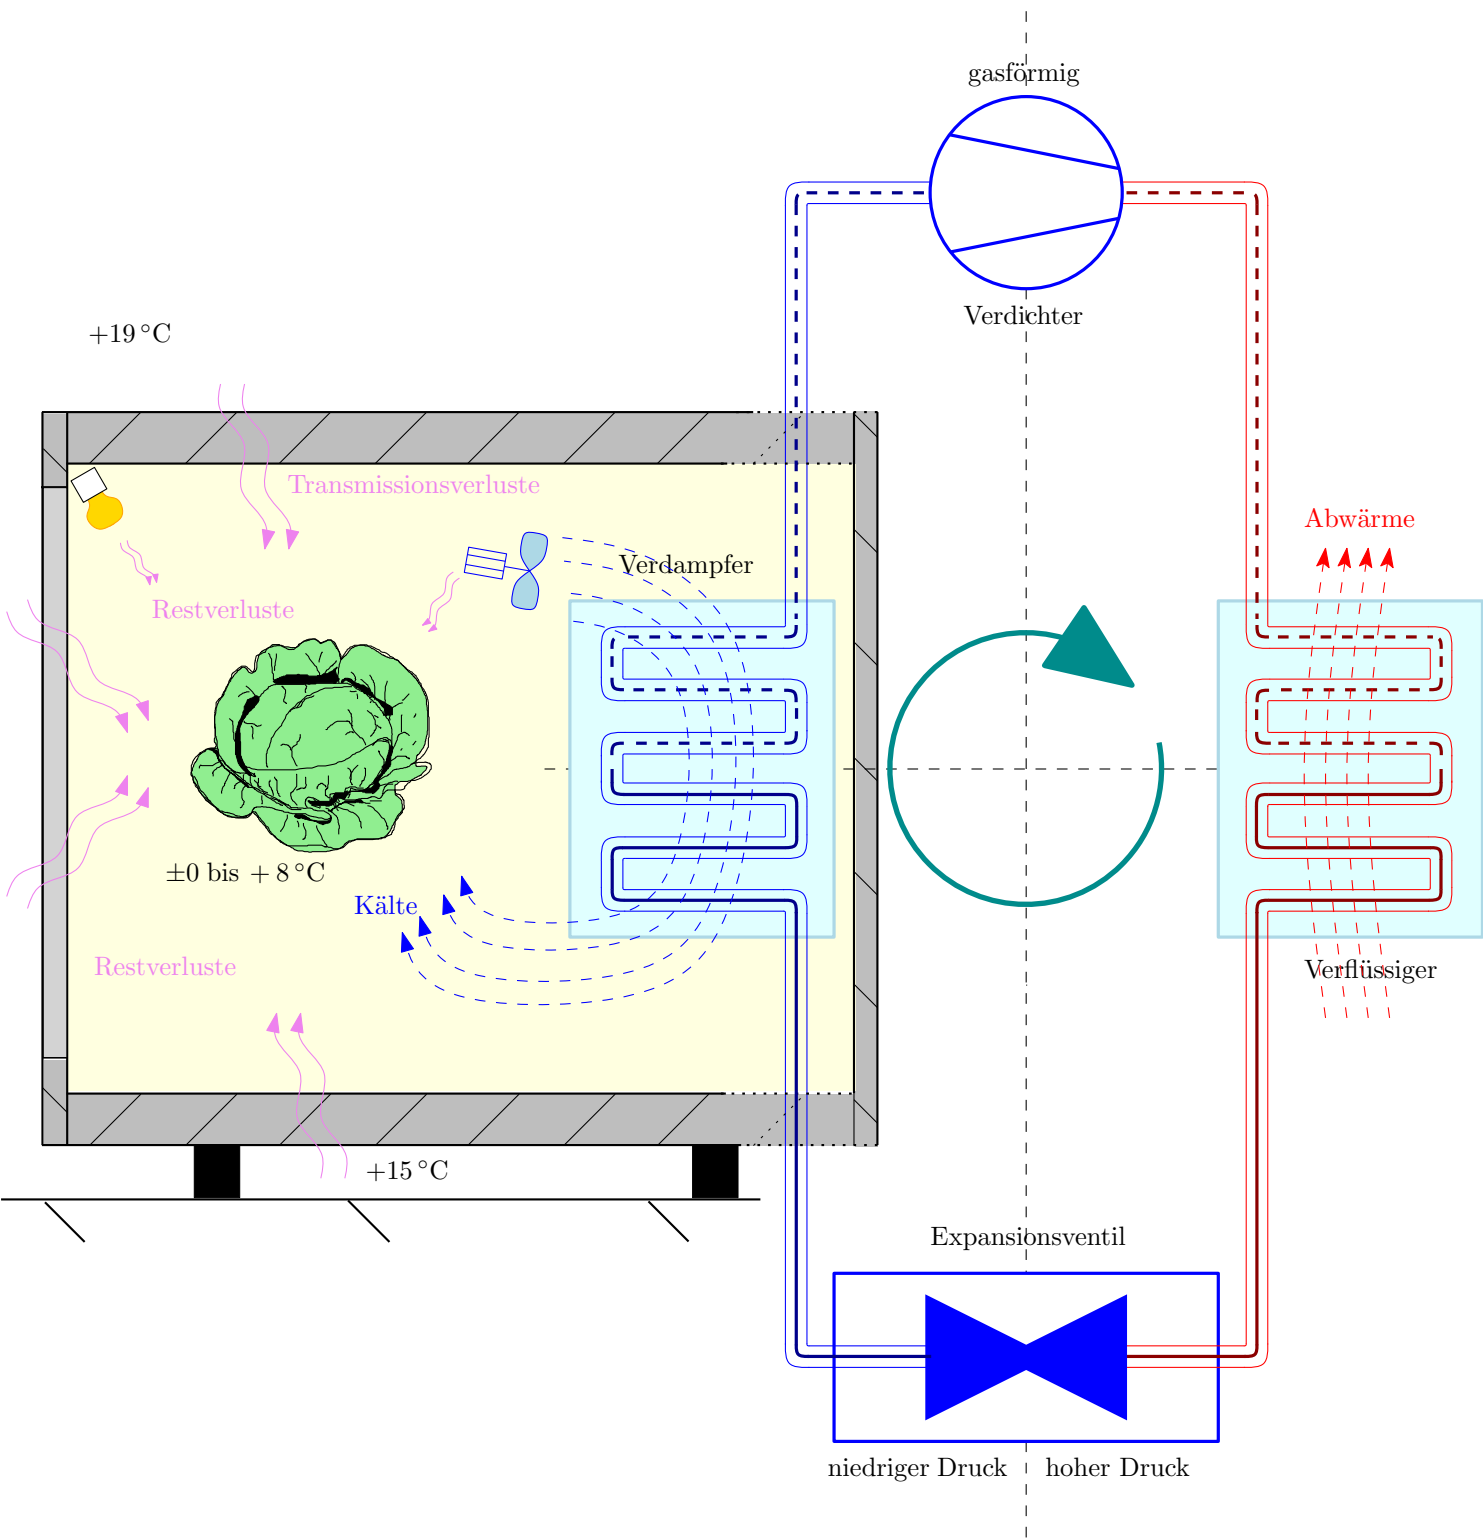 gasförmig
Verdichter
+19 °C
Transmissionsverluste
Abwärme
Verdampfer
Restverluste
±0 bis + 8 °C
Kälte
Restverluste
Verflüssiger
+15 °C
Expansionsventil
niedriger Druck
hoher Druck